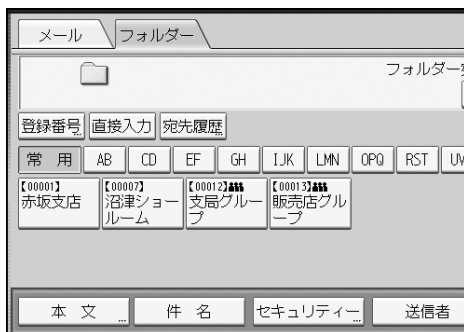 メール フォルダー
フォルダー
登録番号 直接入力 宛先履歴
常用 AB CD EF GH IJK LMN OPQ RST UV
【00001】 【00007】 【00012】 【00013】
赤坂支店 沼津ショー 支局グルー 販売店グル
ルーム プ ープ
本文 件名 セキュリティー 送信者